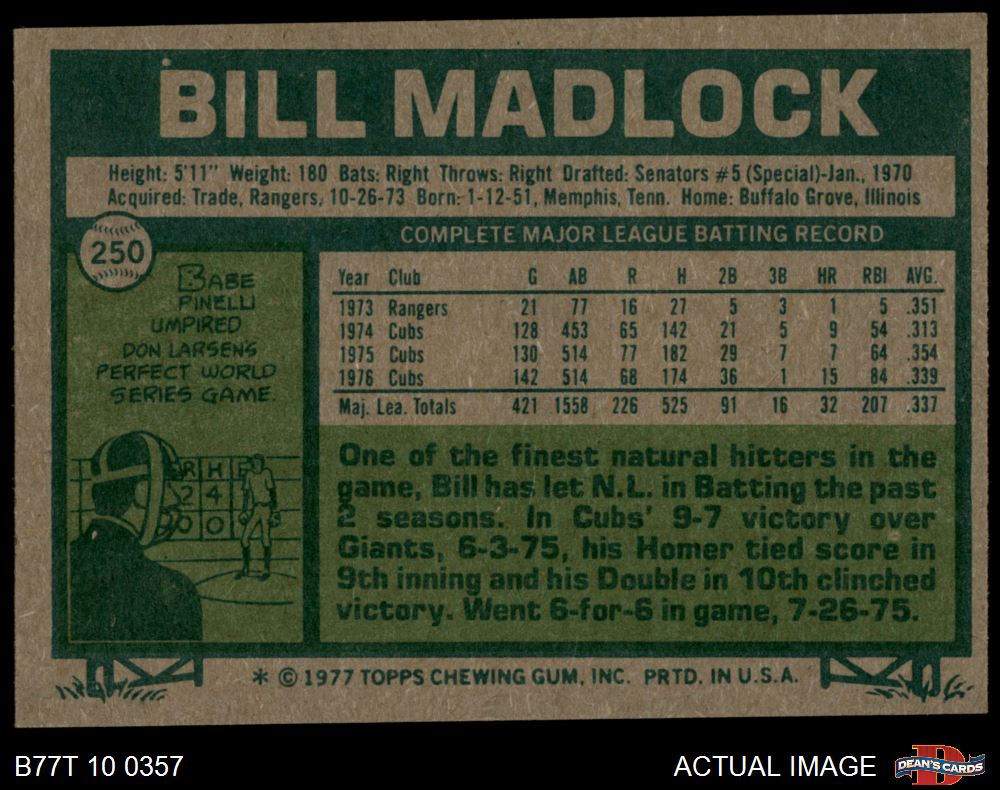 BILL MADLOCK
Height: 5'11" Weight: 180 Bats: Right Throws: Right Drafted: Senators #5 (Special)-Jan., 1970
Acquired: Trade, Rangers, 10-26-73 Born: 1-12-51, Memphis, Tenn. Home: Buffalo Grove, Illinois
250
BABE
PINELLI
UMPIRED
DON LARSENS
PERFECT WORLD
SERIES GAME.
R H E
2 4
0 0
COMPLETE MAJOR LEAGUE BATTING RECORD
Year Club G AB R H 2B 3B HR RBI AVG.
1973 Rangers 21 77 16 27 5 3 1 5 .351
1974 Cubs 128 453 65 142 21 5 9 54 .313
1975 Cubs 130 514 77 182 29 7 7 64 .354
1976 Cubs 142 514 68 174 36 1 15 84 .339
Maj. Lea. Totals 421 1558 226 525 91 16 32 207 .337
One of the finest natural hitters in the
game, Bill has let N.L. in Batting the past
2 seasons. In Cubs' 9-7 victory over
Giants, 6-3-75, his Homer tied score in
9th inning and his Double in 10th clinched
victory. Went 6-for-6 in game, 7-26-75.
* © 1977 TOPPS CHEWING GUM, INC. PRTD. IN U.S.A.
B77T 10 0357
ACTUAL IMAGE
DEAN'S CARDS